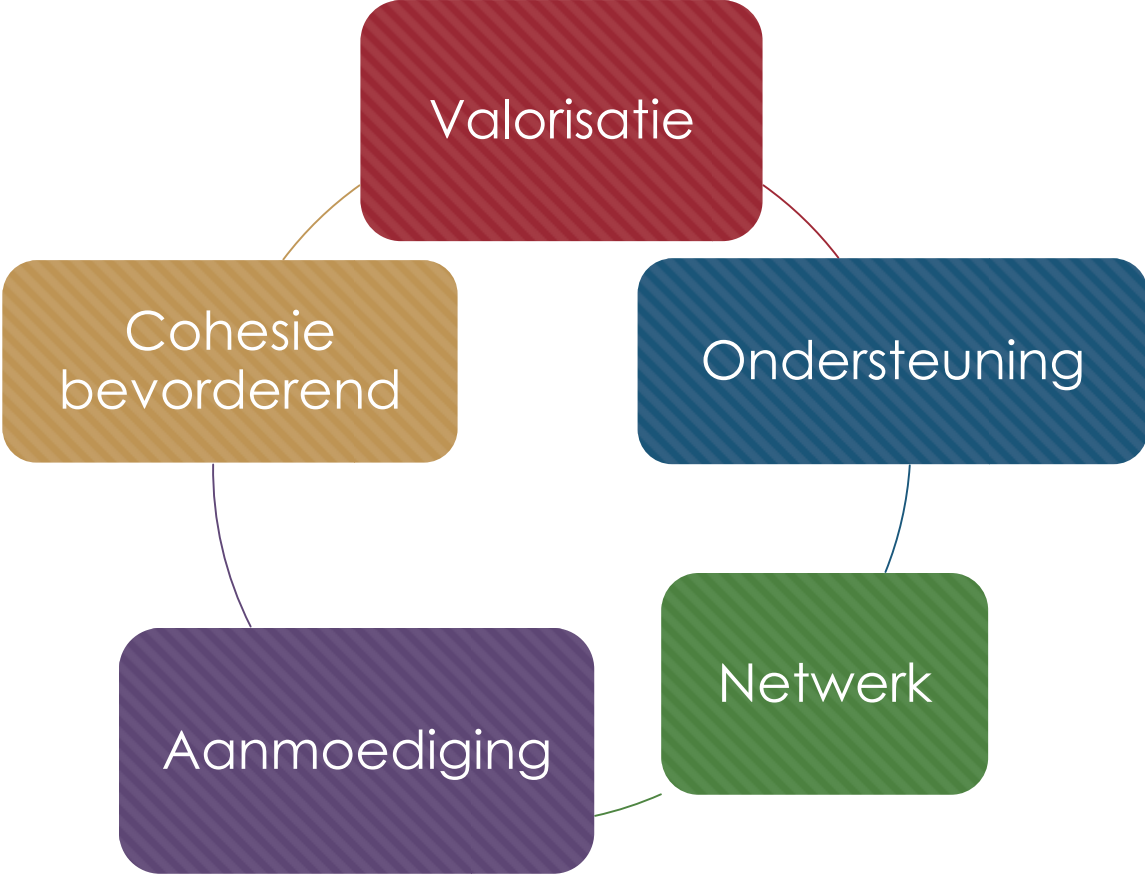 Valorisatie
Ondersteuning
Netwerk
Aanmoediging
Cohesie
bevorderend